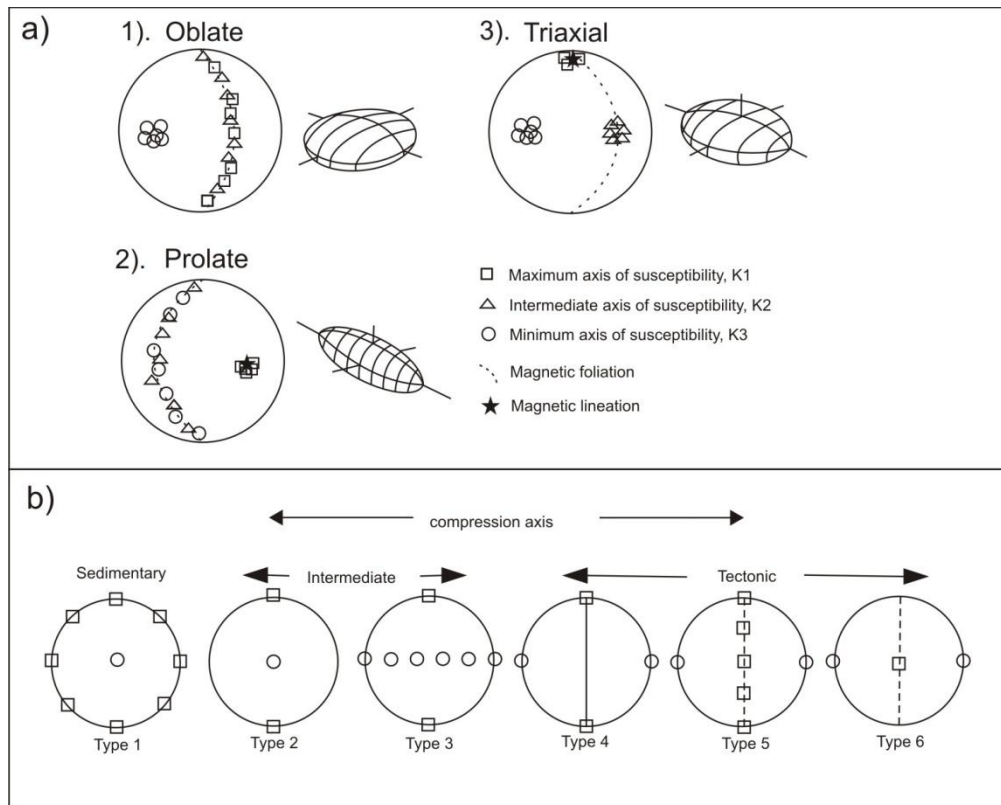 a)
1). Oblate
3). Triaxial
2). Prolate
Maximum axis of susceptibility, K1
Intermediate axis of susceptibility, K2
Minimum axis of susceptibility, K3
Magnetic foliation
Magnetic lineation
b)
compression axis
Sedimentary
Intermediate
Tectonic
Type 1
Type 2
Type 3
Type 4
Type 5
Type 6